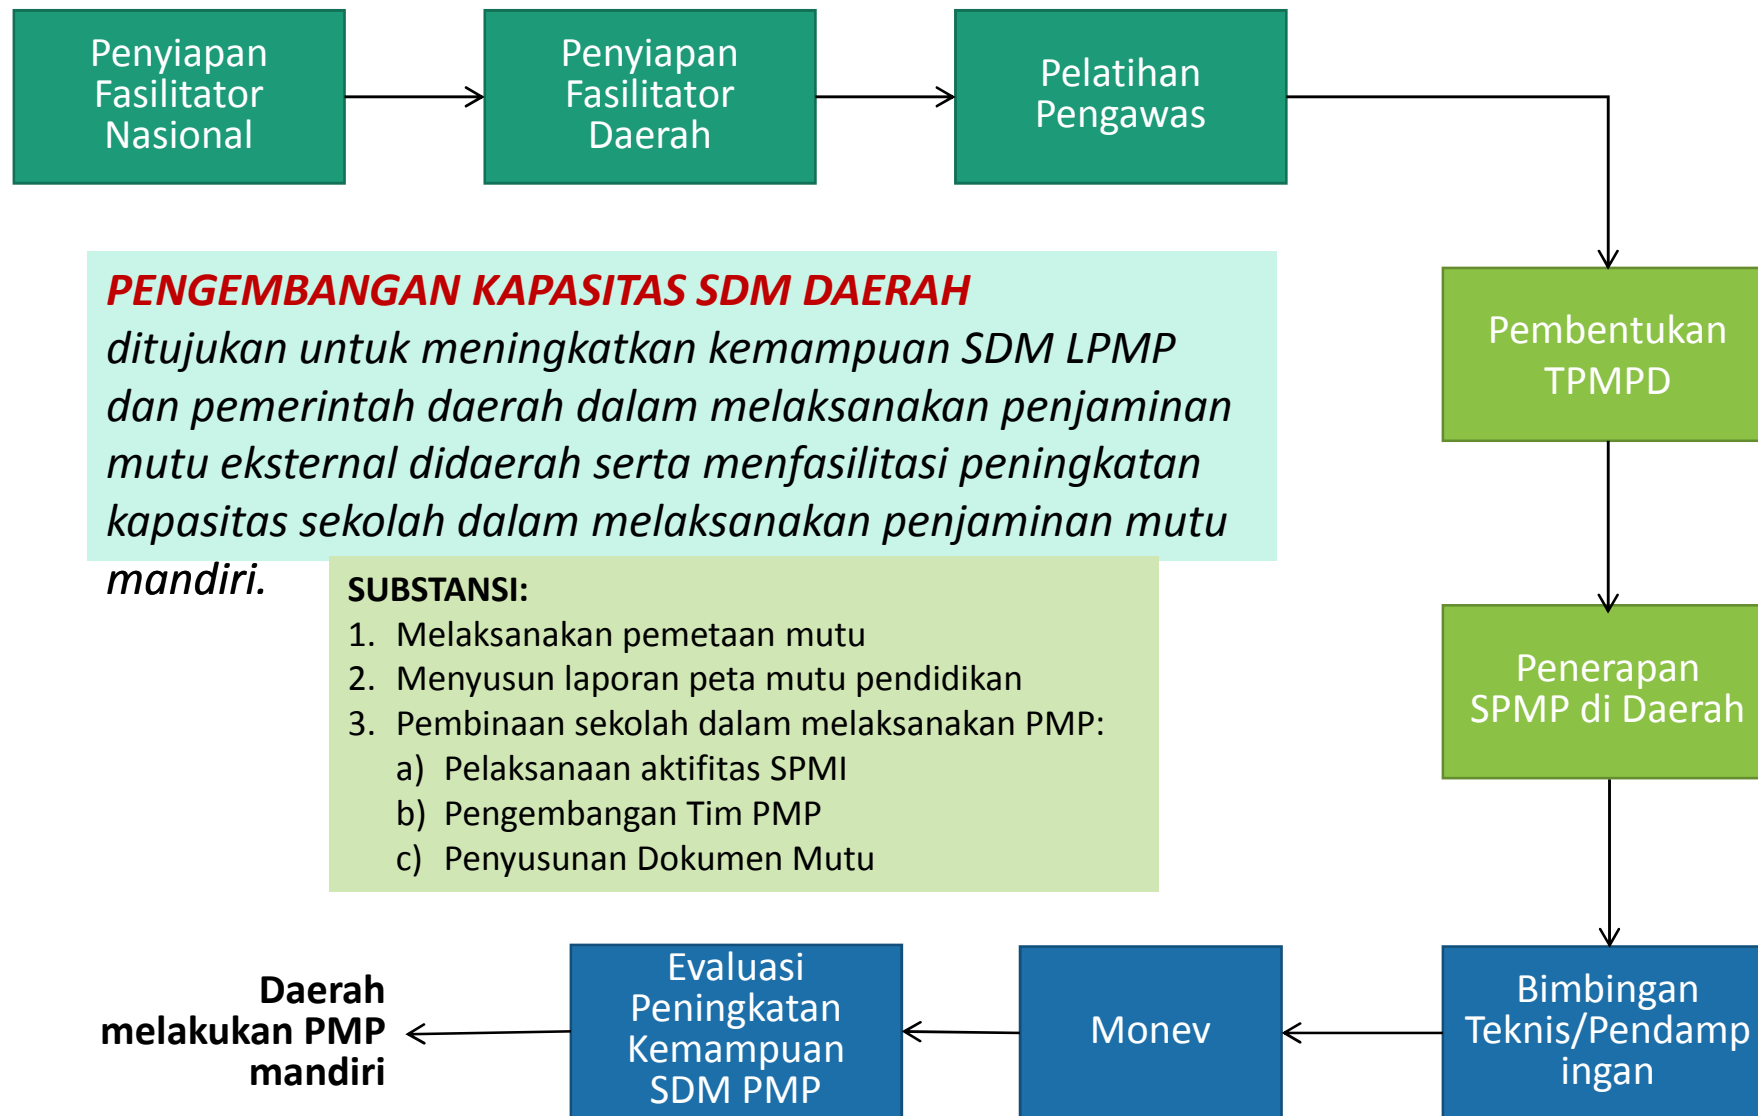 Penyiapan
Fasilitator
Nasional
Penyiapan
Fasilitator
Daerah
Pelatihan
Pengawas
PENGEMBANGAN KAPASITAS SDM DAERAH
ditujukan untuk meningkatkan kemampuan SDM LPMP
dan pemerintah daerah dalam melaksanakan penjaminan
mutu eksternal didaerah serta menfasilitasi peningkatan
kapasitas sekolah dalam melaksanakan penjaminan mutu
mandiri.
Pembentukan
TPMPD
SUBSTANSI:
1. Melaksanakan pemetaan mutu
2. Menyusun laporan peta mutu pendidikan
3. Pembinaan sekolah dalam melaksanakan PMP:
a) Pelaksanaan aktifitas SPMI
b) Pengembangan Tim PMP
c) Penyusunan Dokumen Mutu
Penerapan
SPMP di Daerah
Bimbingan
Teknis/Pendamp
ingan
Monev
Evaluasi
Peningkatan
Kemampuan
SDM PMP
Daerah
melakukan PMP
mandiri